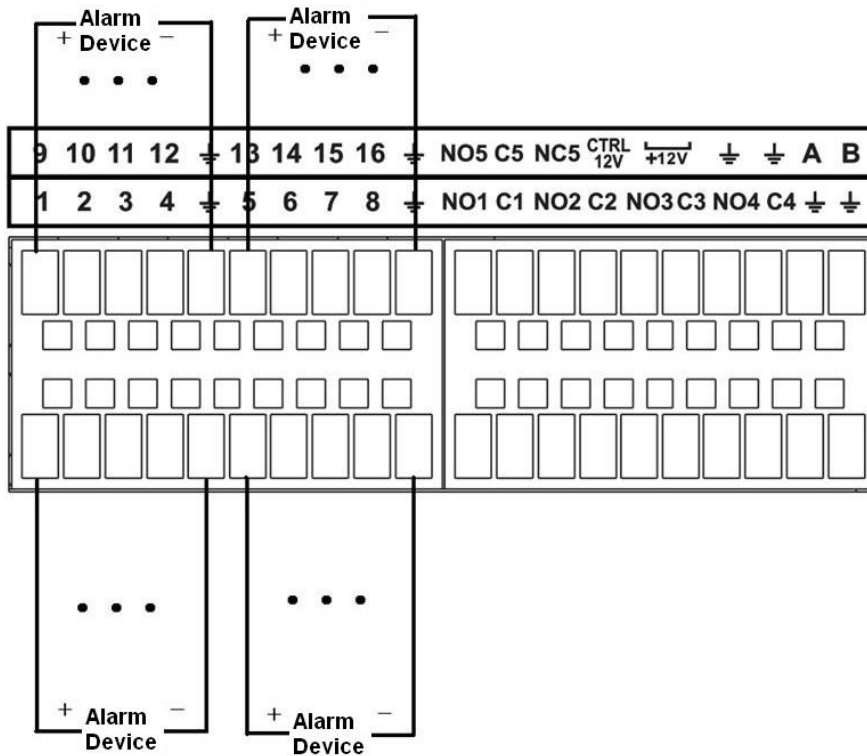 Alarm
+ Device −
Alarm
+ Device −
9 10 11 12 ⏚ 13 14 15 16 ⏚ NO5 C5 NC5 CTRL 12V +12V ⏚ ⏚ A B
1 2 3 4 ⏚ 5 6 7 8 ⏚ NO1 C1 NO2 C2 NO3 C3 NO4 C4 ⏚ ⏚
+ Alarm −
Device
+ Alarm −
Device